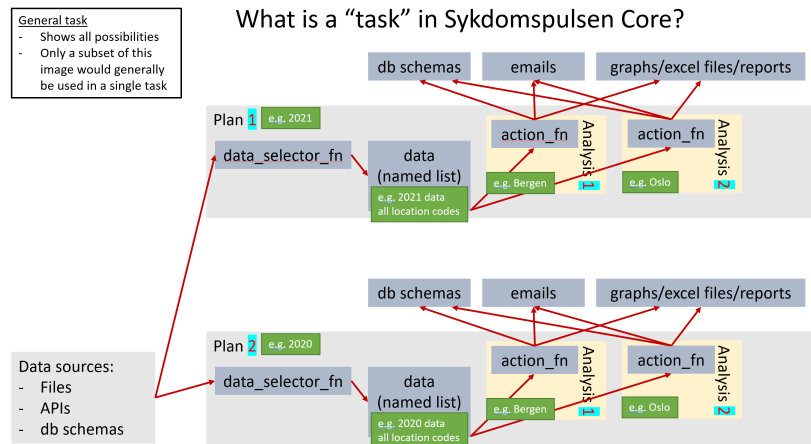 What is a “task” in Sykdomspulsen Core?
General task
- Shows all possibilities
- Only a subset of this
image would generally
be used in a single task
db schemas
emails
graphs/excel files/reports
Plan 1
e.g. 2021
data_selector_fn
data
(named list)
e.g. 2021 data
all location codes
action_fn
e.g. Bergen
Analysis 1
action_fn
e.g. Oslo
Analysis 2
db schemas
emails
graphs/excel files/reports
Plan 2
e.g. 2020
data_selector_fn
data
(named list)
e.g. 2020 data
all location codes
action_fn
e.g. Bergen
Analysis 1
action_fn
e.g. Oslo
Analysis 2
Data sources:
- Files
- APIs
- db schemas